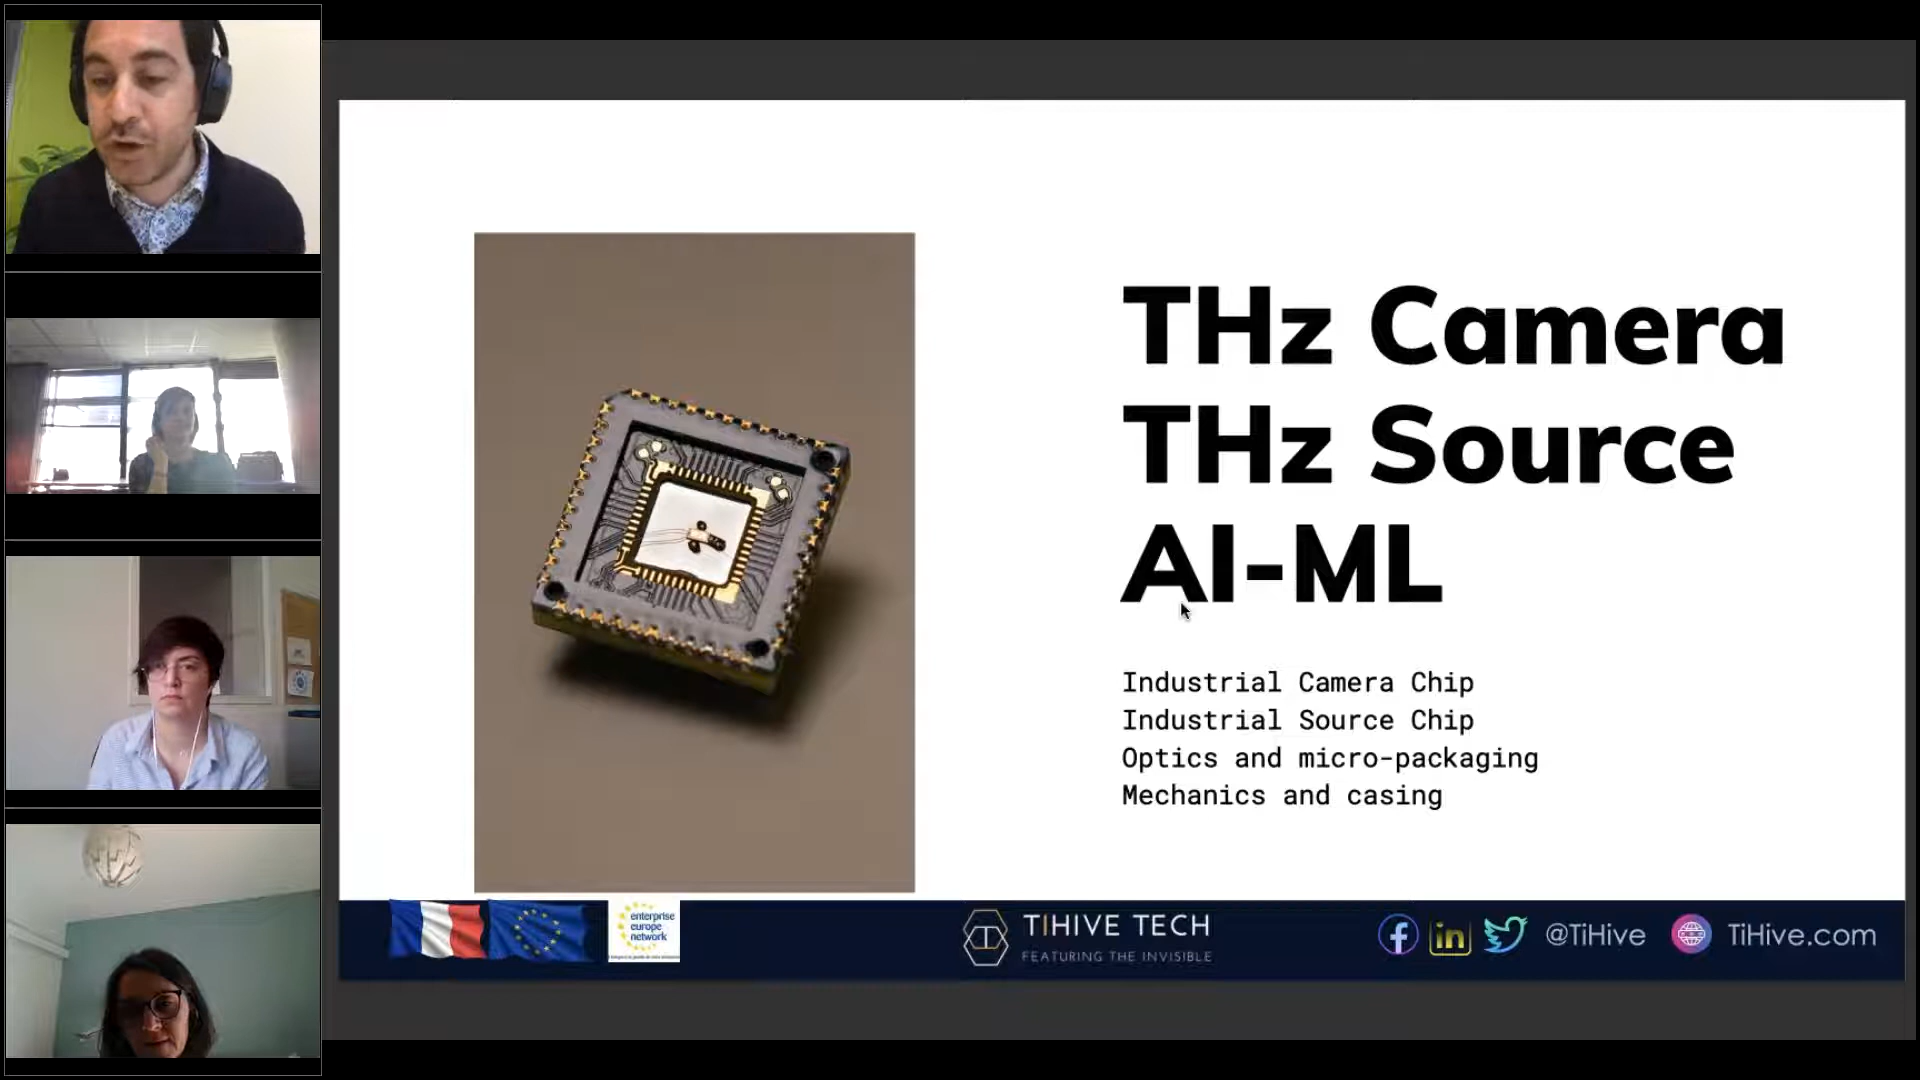 THz Camera
THz Source
AI-ML
Industrial Camera Chip
Industrial Source Chip
Optics and micro-packaging
Mechanics and casing
enterprise
europe
network
TIHIVE TECH
FEATURING THE INVISIBLE
f in @TiHive TiHive.com